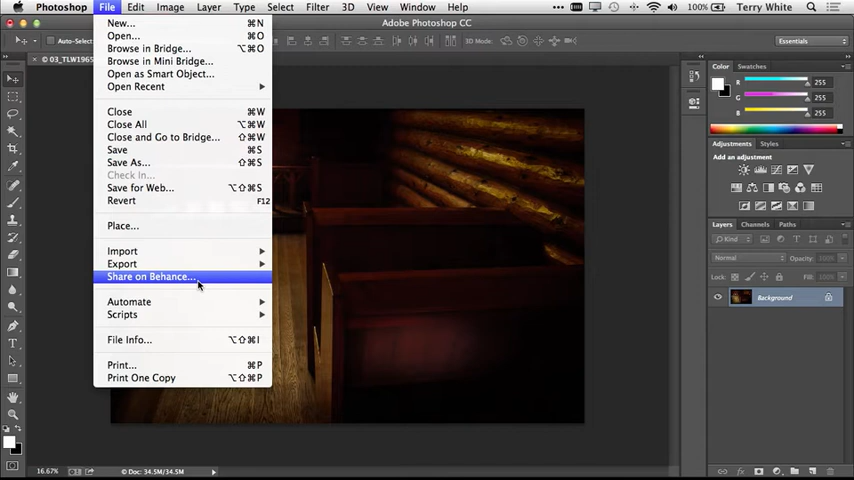 Photoshop File Edit Image Layer Type Select Filter 3D View Window Help 100% Terry White
Adobe Photoshop CC
Auto-Select:
3D Mode:
Essentials
© 03_TLW1965
New... ⌘N
Open... ⌘O
Browse in Bridge... ⌥⌘O
Browse in Mini Bridge...
Open as Smart Object...
Open Recent
Close ⌘W
Close All ⌥⌘W
Close and Go to Bridge... ⇧⌘W
Save ⌘S
Save As... ⇧⌘S
Check In...
Save for Web... ⌥⇧⌘S
Revert F12
Place...
Import
Export
Share on Behance...
Automate
Scripts
File Info... ⌥⇧⌘I
Print... ⌘P
Print One Copy ⌥⇧⌘P
Color Swatches
R 255
G 255
B 255
Adjustments Styles
Add an adjustment
Layers Channels Paths
Kind
Normal Opacity: 100%
Lock: Fill: 100%
Background
16.67% Doc: 34.5M/34.5M